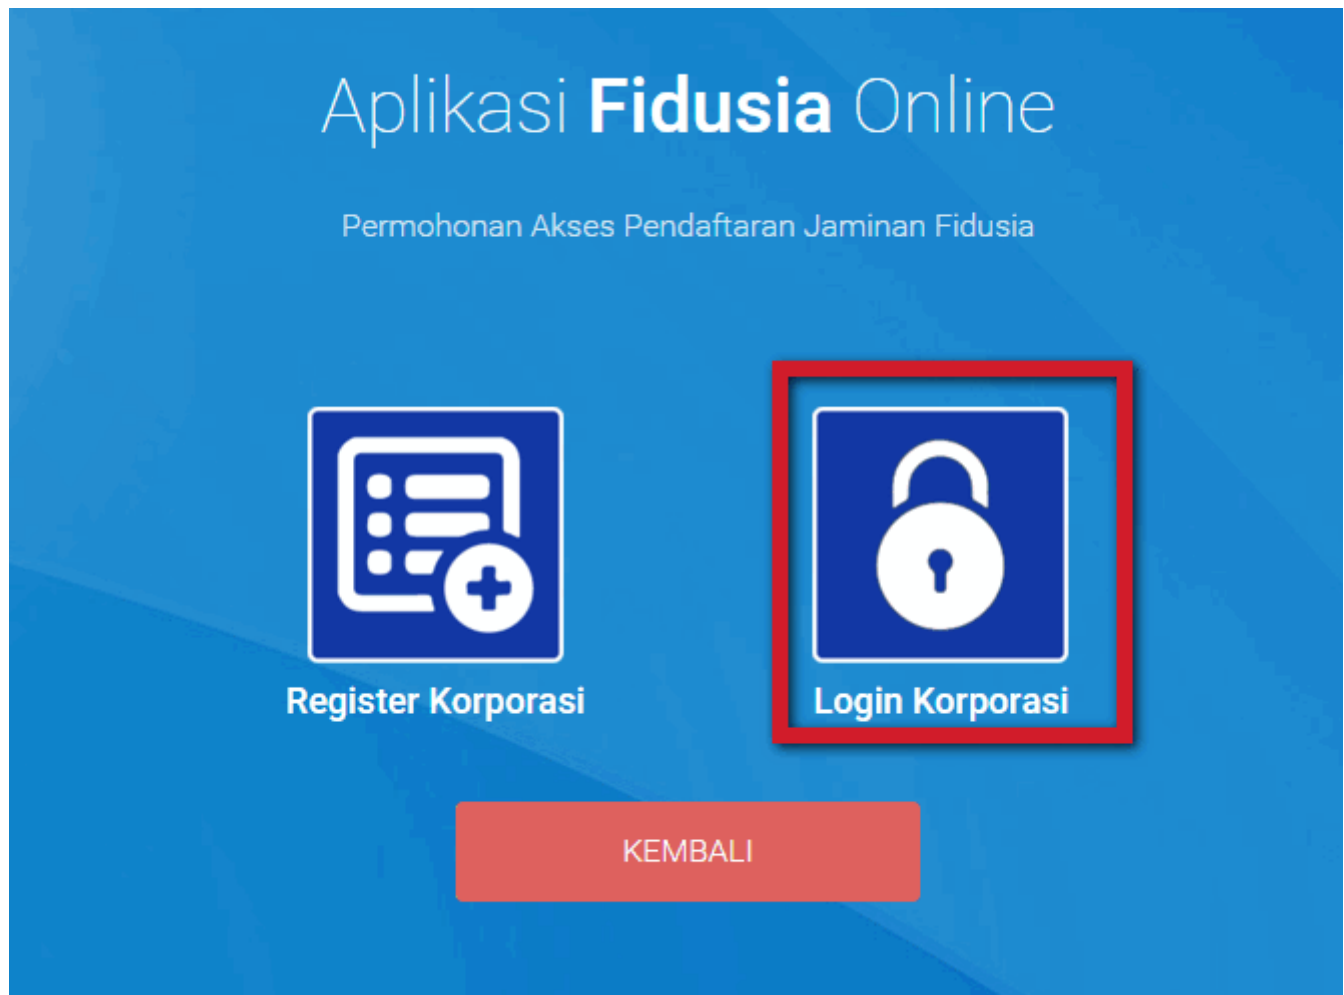 Aplikasi Fidusia Online
Permohonan Akses Pendaftaran Jaminan Fidusia
Register Korporasi
Login Korporasi
KEMBALI